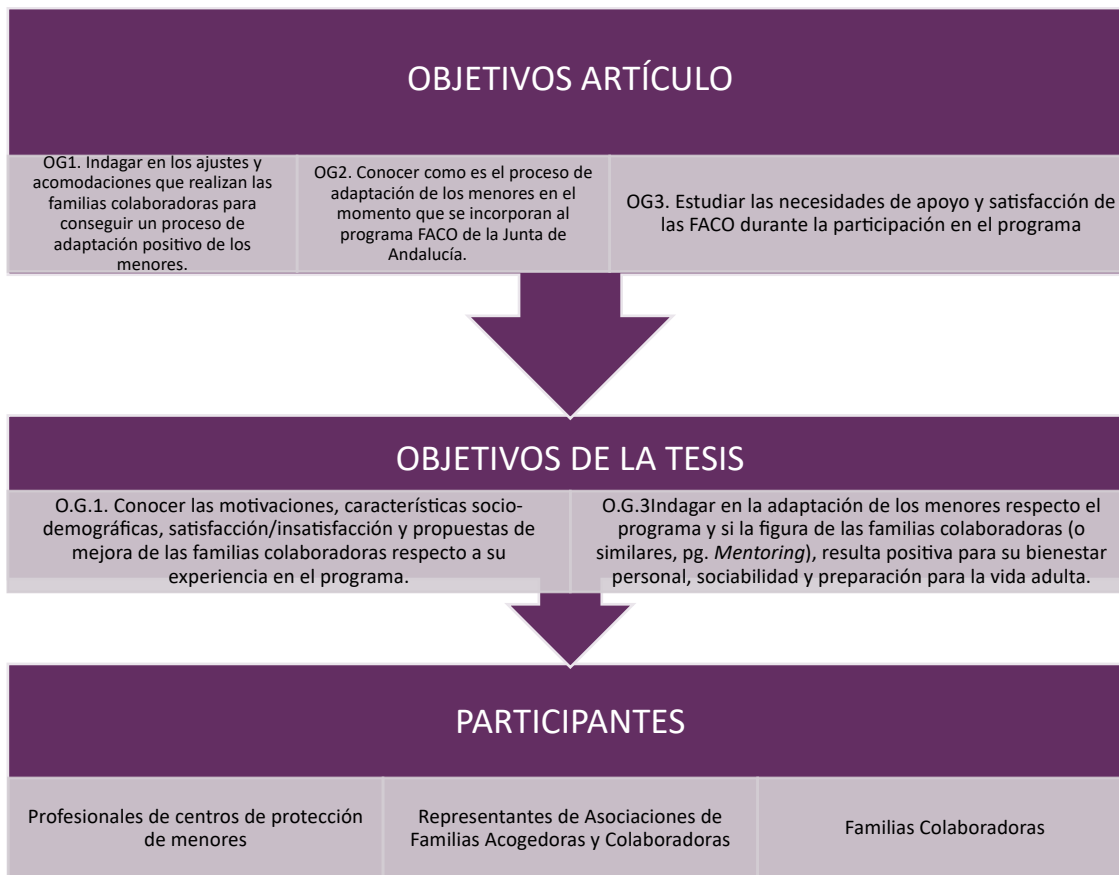 OBJETIVOS ARTÍCULO
OG1. Indagar en los ajustes y
acomodaciones que realizan las
familias colaboradoras para
conseguir un proceso de
adaptación positivo de los
menores.
OG2. Conocer como es el proceso de
adaptación de los menores en el
momento que se incorporan al
programa FACO de la Junta de
Andalucía.
OG3. Estudiar las necesidades de apoyo y satisfacción de
las FACO durante la participación en el programa
OBJETIVOS DE LA TESIS
O.G.1. Conocer las motivaciones, características socio-
demográficas, satisfacción/insatisfacción y propuestas de
mejora de las familias colaboradoras respecto a su
experiencia en el programa.
O.G.3Indagar en la adaptación de los menores respecto el
programa y si la figura de las familias colaboradoras (o
similares, pg. Mentoring), resulta positiva para su bienestar
personal, sociabilidad y preparación para la vida adulta.
PARTICIPANTES
Profesionales de centros de protección
de menores
Representantes de Asociaciones de
Familias Acogedoras y Colaboradoras
Familias Colaboradoras